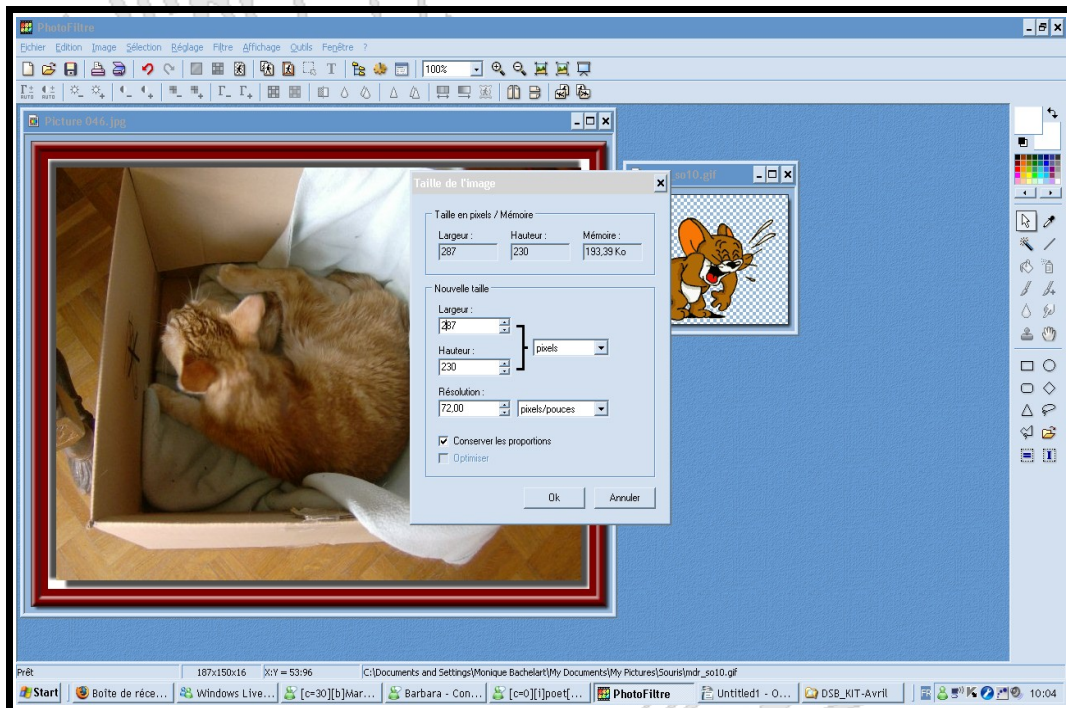 PhotoFiltre
Fichier Edition Image Sélection Réglage Filtre Affichage Outils Fenêtre ?
100%
AUTO AUTO
Picture 046.jpg
_so10.gif
Taille de l'image
Taille en pixels / Mémoire
Largeur : Hauteur : Mémoire :
287 230 193,39 Ko
Nouvelle taille
Largeur :
287
pixels
Hauteur :
230
Résolution :
72,00 pixels/pouces
Conserver les proportions
Optimiser
Ok Annuler
Prêt 187x150x16 X:Y = 53:96 C:\Documents and Settings\Monique Bachelart\My Documents\My Pictures\Souris\mdr_so10.gif
Start Boîte de réce... Windows Live... [c=30][b]Mar... Barbara - Con... [c=0][i]poet[... PhotoFiltre Untitled1 - O... DSB_KIT-Avril FR 10:04